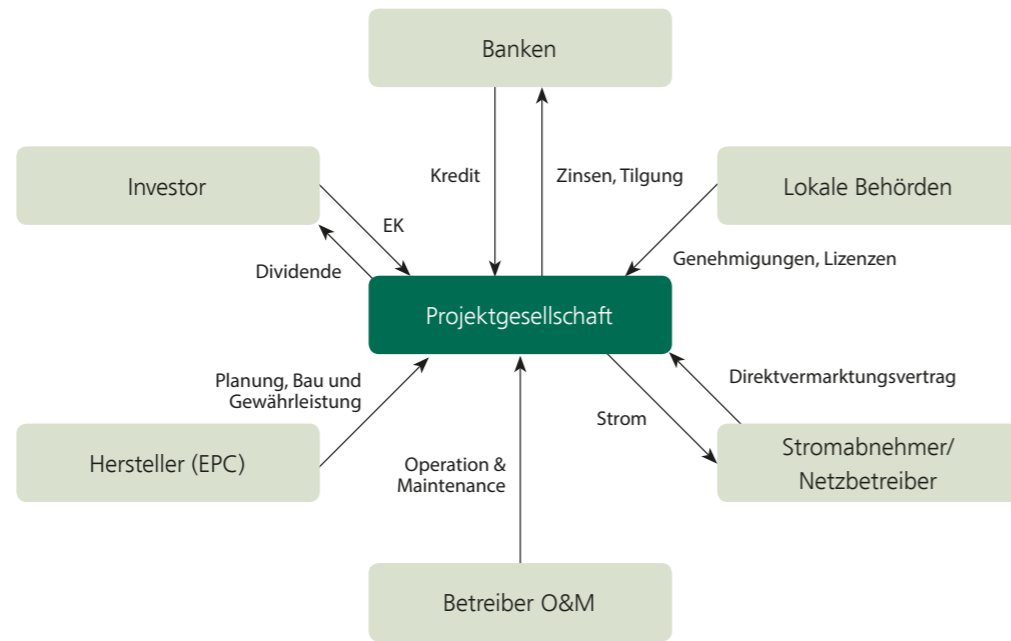 Banken
Investor
Kredit
Zinsen, Tilgung
Lokale Behörden
EK
Dividende
Genehmigungen, Lizenzen
Projektgesellschaft
Planung, Bau und
Gewährleistung
Direktvermarktungsvertrag
Strom
Hersteller (EPC)
Operation &
Maintenance
Stromabnehmer/
Netzbetreiber
Betreiber O&M